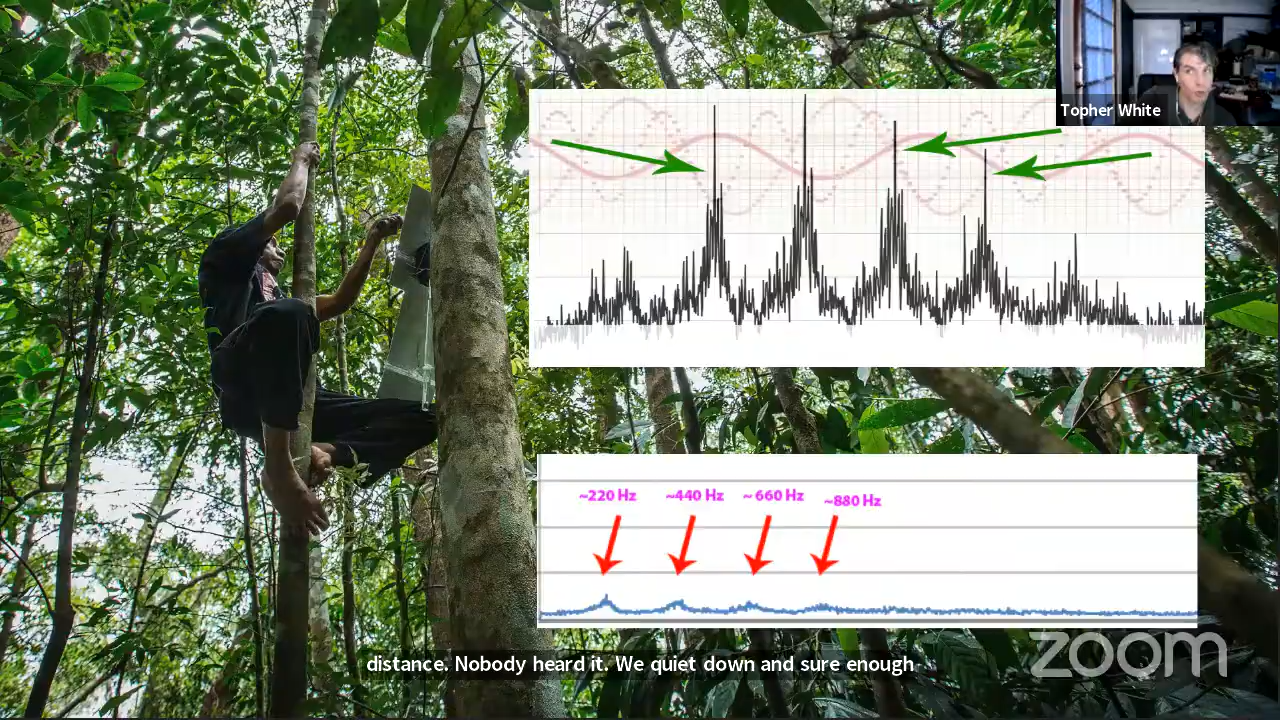 Topher White
~220 Hz
~440 Hz
~ 660 Hz
~880 Hz
distance. Nobody heard it. We quiet down and sure enough
zoom